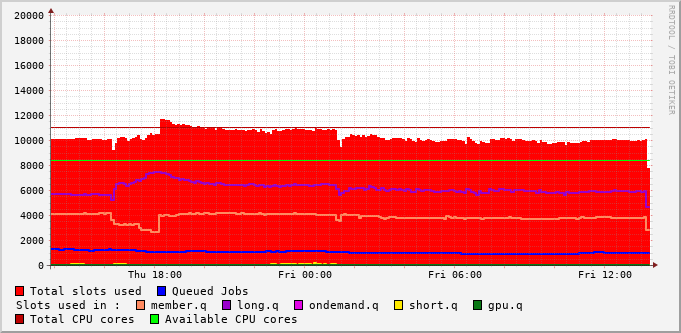 20000
18000
16000
14000
12000
10000
8000
6000
4000
2000
0
Thu 18:00 Fri 00:00 Fri 06:00 Fri 12:00
RRDTOOL / TOBI OETIKER
Total slots used Queued Jobs
Slots used in : member.q long.q ondemand.q short.q gpu.q
Total CPU cores Available CPU cores